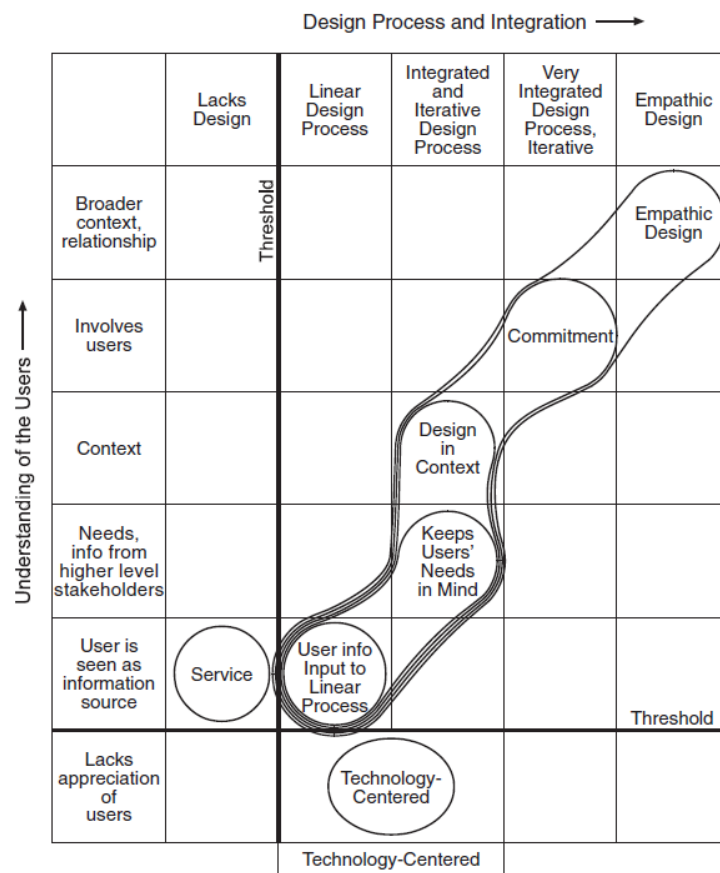 Design Process and Integration
Lacks
Design
Linear
Design
Process
Integrated
and
Iterative
Design
Process
Very
Integrated
Design
Process,
Iterative
Empathic
Design
Understanding of the Users
Broader
context,
relationship
Threshold
Empathic
Design
Involves
users
Commitment
Context
Design
in
Context
Needs,
info from
higher level
stakeholders
Keeps
Users'
Needs
in Mind
User is
seen as
information
source
Service
User info
Input to
Linear
Process
Threshold
Lacks
appreciation
of
users
Technology-
Centered
Technology-Centered